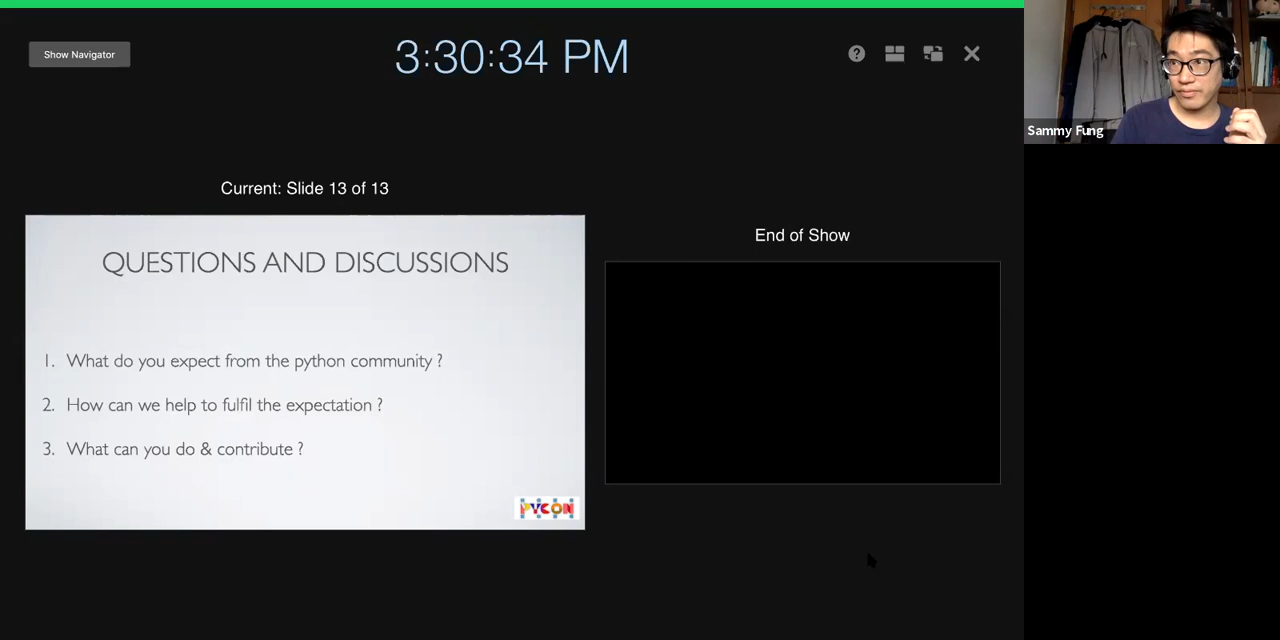 Show Navigator
3:30:34 PM
Sammy Fung
Current: Slide 13 of 13
End of Show
QUESTIONS AND DISCUSSIONS
1. What do you expect from the python community ?
2. How can we help to fulfil the expectation ?
3. What can you do & contribute ?
PYCON